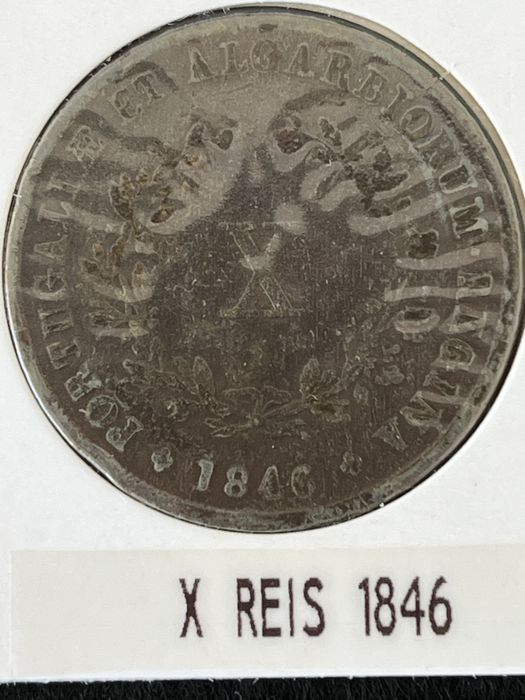 PORTUGALIÆ ET ALGARBIORUM REGINA
X
1846
X REIS 1846